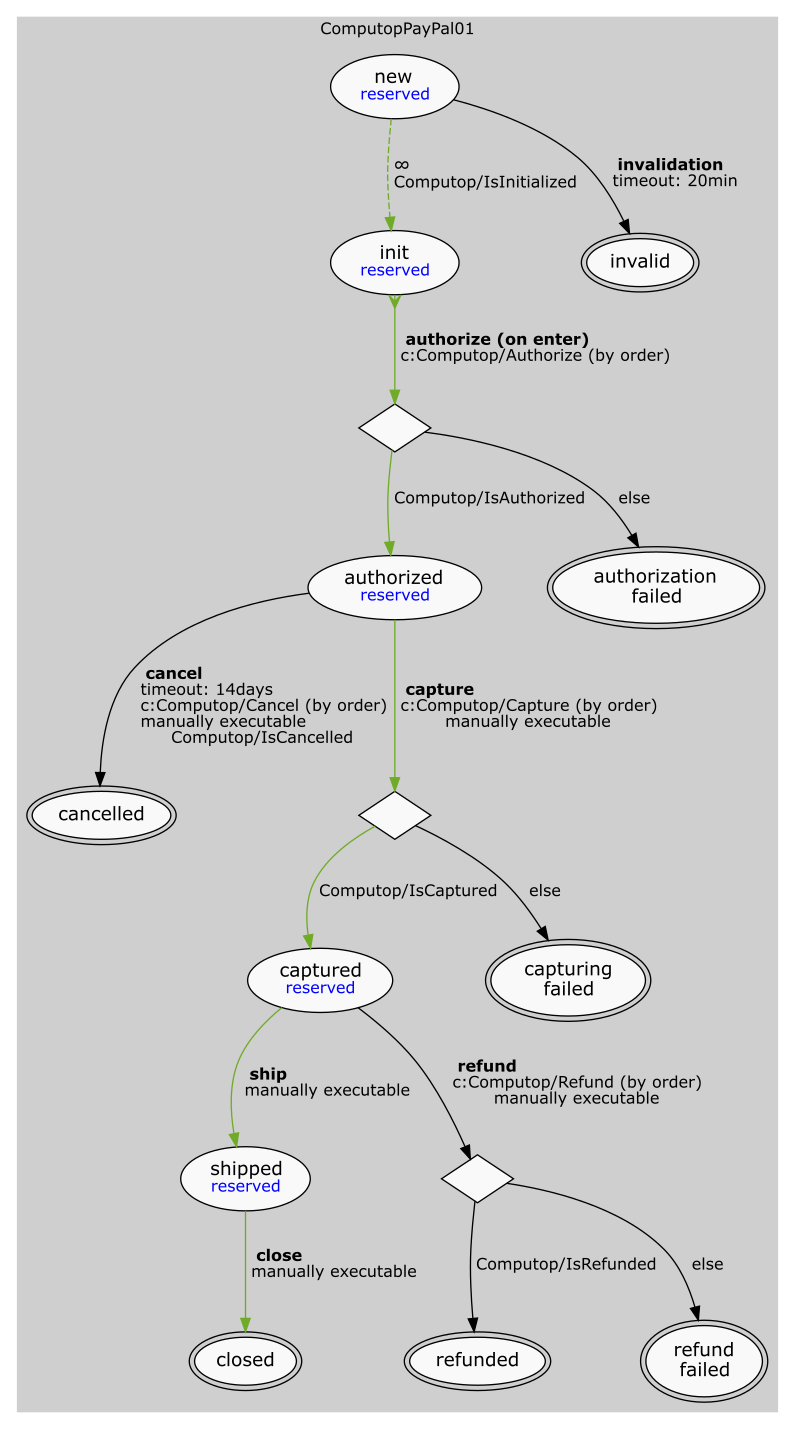 ComputopPayPal01
new
reserved
∞
Computop/IsInitialized
invalidation
timeout: 20min
init
reserved
invalid
authorize (on enter)
c:Computop/Authorize (by order)
Computop/IsAuthorized
else
authorized
reserved
authorization
failed
cancel
timeout: 14days
c:Computop/Cancel (by order)
manually executable
Computop/IsCancelled
capture
c:Computop/Capture (by order)
manually executable
cancelled
Computop/IsCaptured
else
captured
reserved
capturing
failed
ship
manually executable
refund
c:Computop/Refund (by order)
manually executable
shipped
reserved
close
manually executable
Computop/IsRefunded
else
closed
refunded
refund
failed